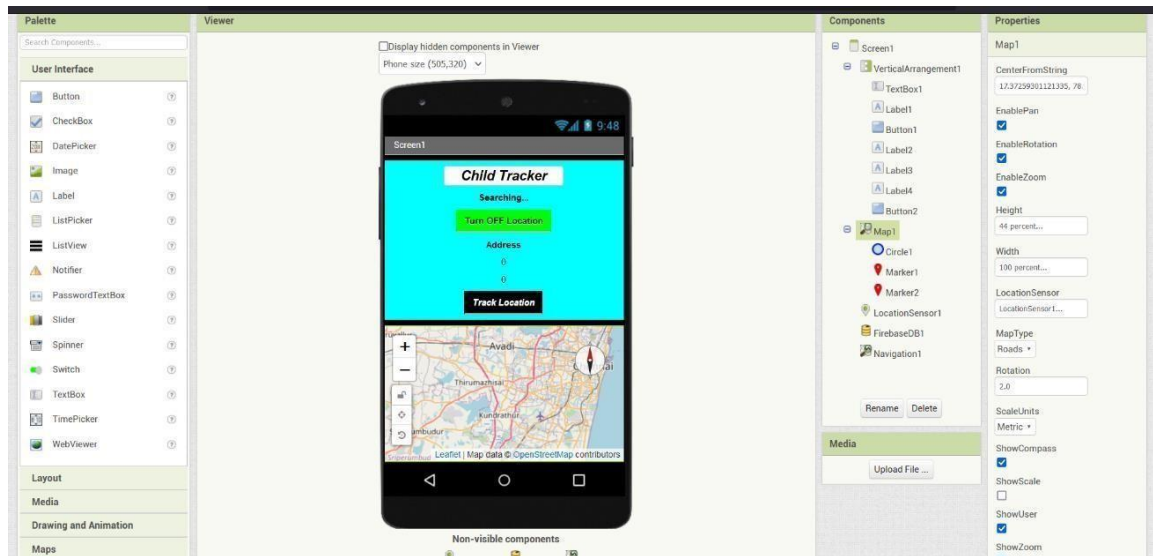 Palette
Search Components...
User Interface
Button
CheckBox
DatePicker
Image
Label
ListPicker
ListView
Notifier
PasswordTextBox
Slider
Spinner
Switch
TextBox
TimePicker
WebViewer
Layout
Media
Drawing and Animation
Maps
Viewer
Display hidden components in Viewer
Phone size (505,320)
9:48
Screen1
Child Tracker
Searching...
Turn OFF Location
Address
0
0
Track Location
+
Avadi
−
Thirumazhisai
Kundrathur
Leaflet | Map data © OpenStreetMap contributors
Non-visible components
Components
Screen1
VerticalArrangement1
TextBox1
Label1
Button1
Label2
Label3
Label4
Button2
Map1
Circle1
Marker1
Marker2
LocationSensor1
FirebaseDB1
Navigation1
Rename Delete
Media
Upload File ...
Properties
Map1
CenterFromString
17.37259301121335, 78
EnablePan
EnableRotation
EnableZoom
Height
44 percent...
Width
100 percent...
LocationSensor
LocationSensor1...
MapType
Roads
Rotation
2.0
ScaleUnits
Metric
ShowCompass
ShowScale
ShowUser
ShowZoom